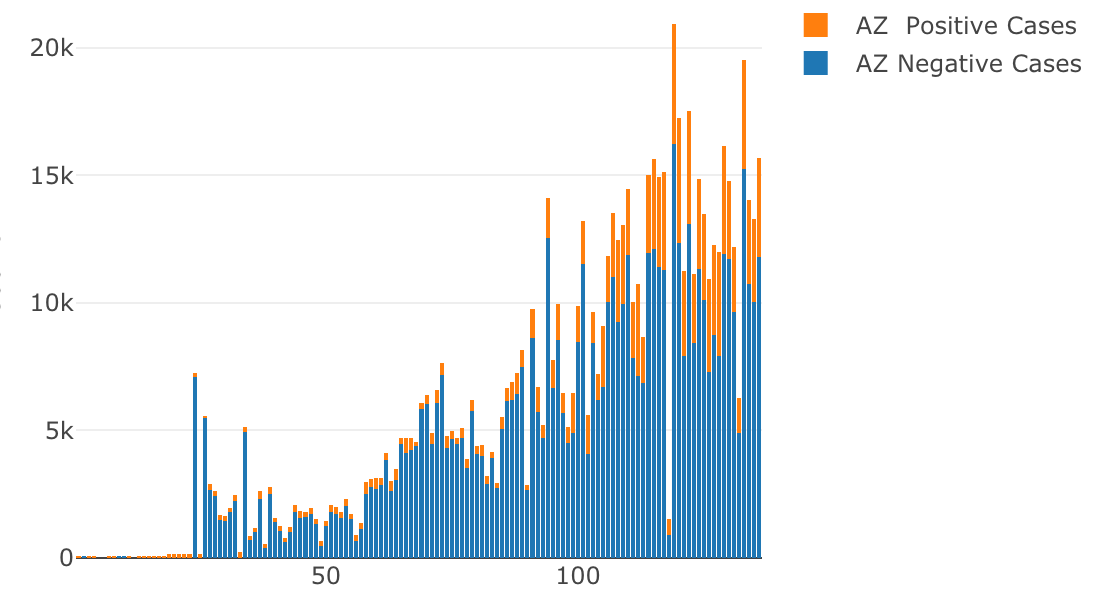 AZ  Positive Cases
AZ Negative Cases
20k
15k
10k
5k
0
50
100